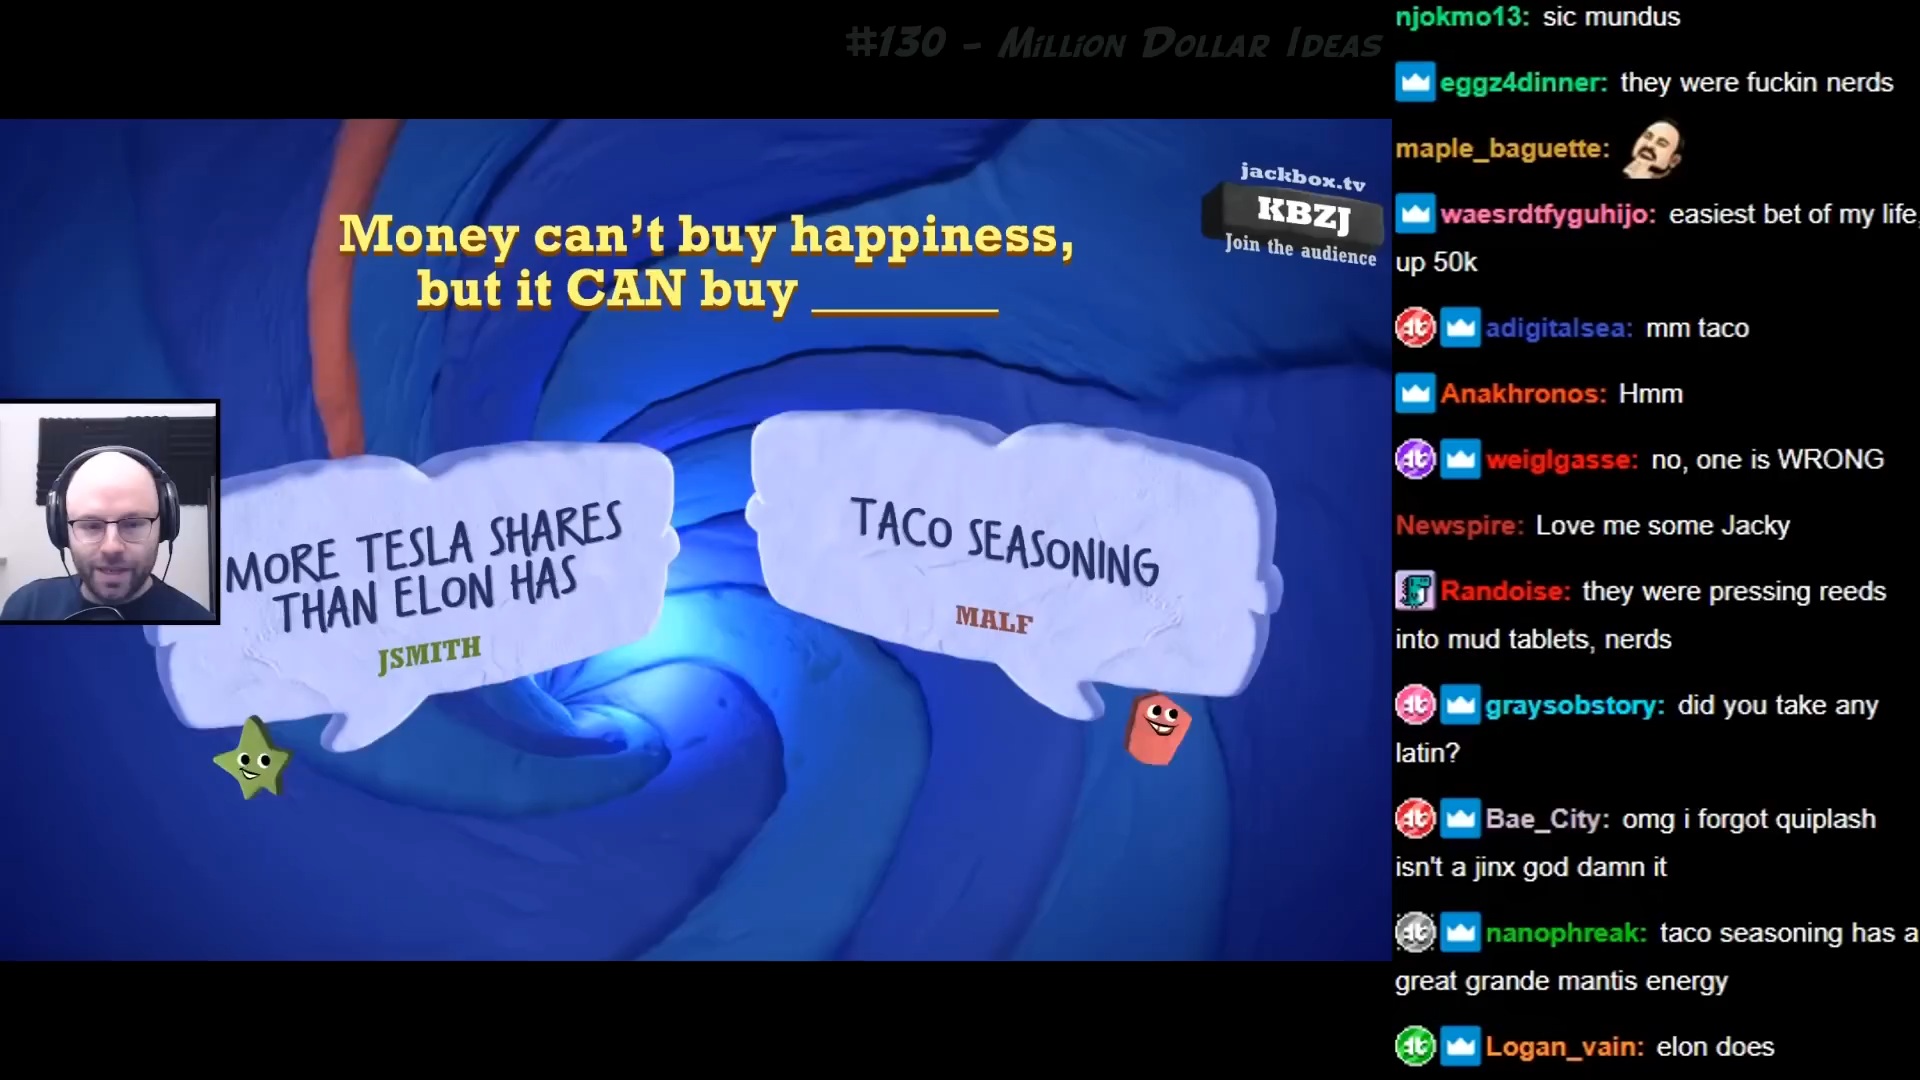 #130 - Million Dollar Ideas
jackbox.tv
KBZJ
Join the audience
Money can't buy happiness,
but it CAN buy ________
MORE TESLA SHARES
THAN ELON HAS
JSMITH
TACO SEASONING
MALF
njokmo13: sic mundus
eggz4dinner: they were fuckin nerds
maple_baguette:
waesrdtfyguhijo: easiest bet of my life,
up 50k
adigitalsea: mm taco
Anakhronos: Hmm
weiglgasse: no, one is WRONG
Newspire: Love me some Jacky
Randoise: they were pressing reeds
into mud tablets, nerds
graysobstory: did you take any
latin?
Bae_City: omg i forgot quiplash
isn't a jinx god damn it
nanophreak: taco seasoning has a
great grande mantis energy
Logan_vain: elon does